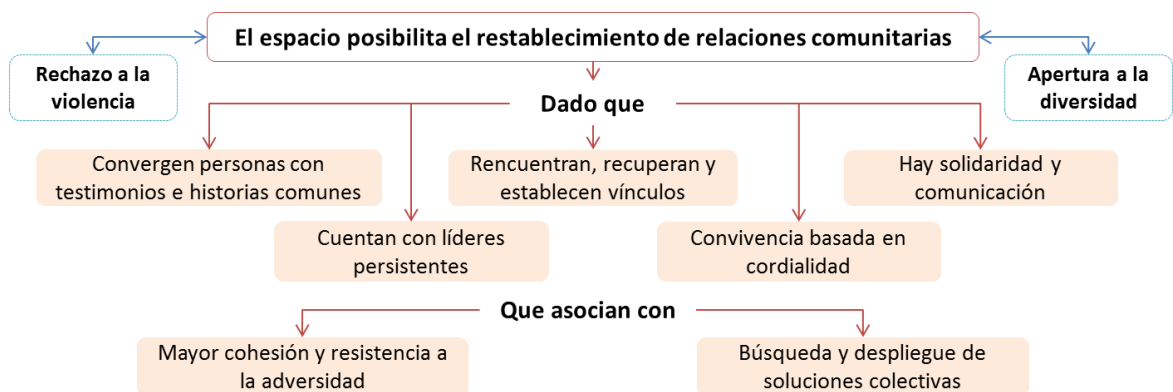 El espacio posibilita el restablecimiento de relaciones comunitarias
Rechazo a la
violencia
Apertura a la
diversidad
Dado que
Convergen personas con
testimonios e historias comunes
Rencuentran, recuperan y
establecen vínculos
Hay solidaridad y
comunicación
Cuentan con líderes
persistentes
Convivencia basada en
cordialidad
Que asocian con
Mayor cohesión y resistencia a
la adversidad
Búsqueda y despliegue de
soluciones colectivas